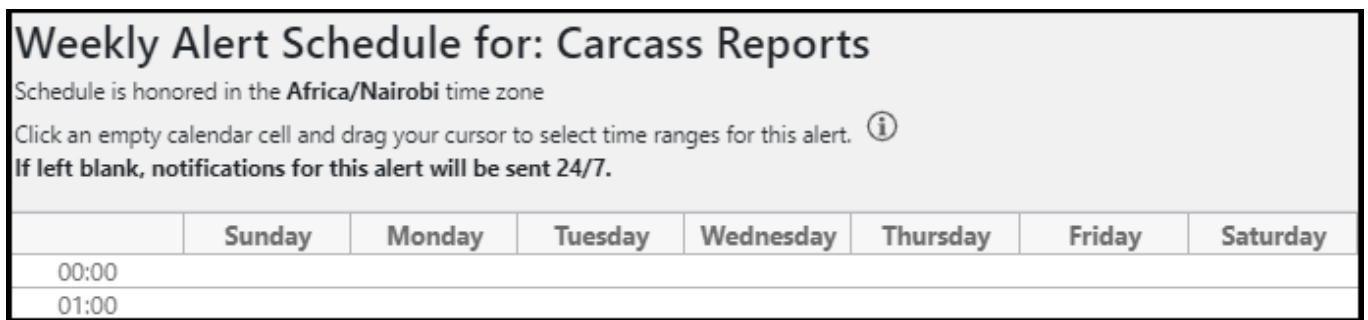 Weekly Alert Schedule for: Carcass Reports
Schedule is honored in the Africa/Nairobi time zone
Click an empty calendar cell and drag your cursor to select time ranges for this alert.
If left blank, notifications for this alert will be sent 24/7.
Sunday Monday Tuesday Wednesday Thursday Friday Saturday
00:00
01:00